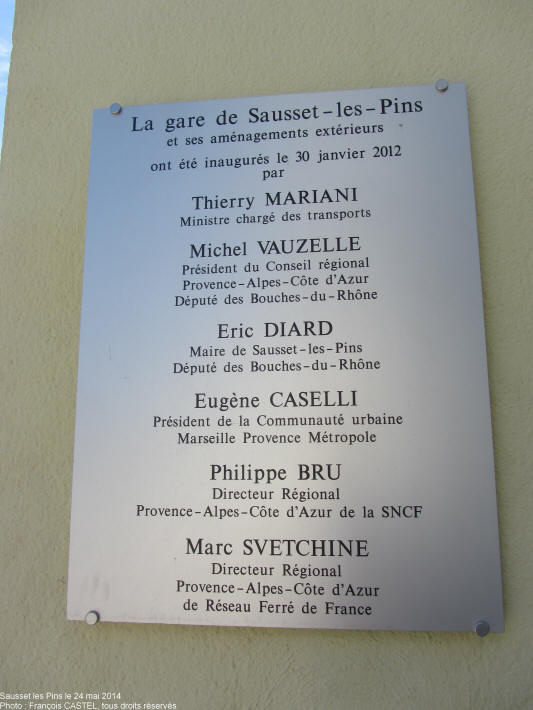 La gare de Sausset-les-Pins
et ses aménagements extérieurs
ont été inaugurés le 30 janvier 2012
par
Thierry MARIANI
Ministre chargé des transports
Michel VAUZELLE
Président du Conseil régional
Provence-Alpes-Côte d'Azur
Député des Bouches-du-Rhône
Eric DIARD
Maire de Sausset-les-Pins
Député des Bouches-du-Rhône
Eugène CASELLI
Président de la Communauté urbaine
Marseille Provence Métropole
Philippe BRU
Directeur Régional
Provence-Alpes-Côte d'Azur de la SNCF
Marc SVETCHINE
Directeur Régional
Provence-Alpes-Côte d'Azur
de Réseau Ferré de France
Sausset les Pins le 24 mai 2014
Photo : François CASTEL, tous droits réservés